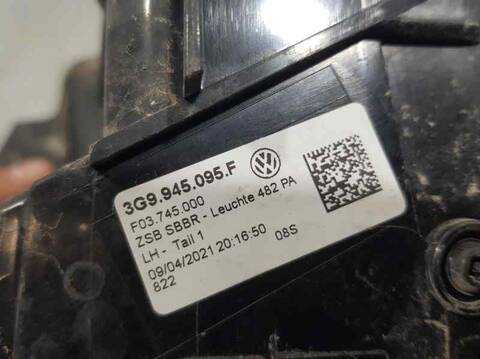 3G9.945.095.F
F03.745.000
ZSB SBBR - Leuchte 482 PA
LH - Tail 1
09/04/2021 20:16:50 08S
822